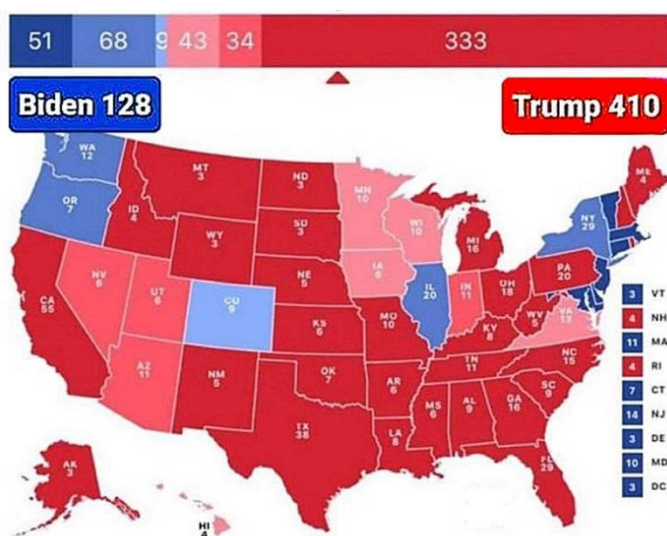 51 68 9 43 34 333
Biden 128
Trump 410
WA
12
OR
7
MT
3
ID
4
WY
3
ND
3
SD
3
NE
5
MN
10
WI
10
IA
6
MI
16
NY
29
ME
4
CA
55
NV
6
UT
6
CO
9
KS
6
MO
10
IL
20
IN
11
OH
18
PA
20
WV
5
VA
13
KY
8
AZ
11
NM
5
OK
7
AR
6
TN
11
NC
15
SC
9
MS
6
AL
9
GA
16
TX
38
LA
8
FL
29
AK
3
HI
4
3 VT
4 NH
11 MA
4 RI
7 CT
14 NJ
3 DE
10 MD
3 DC